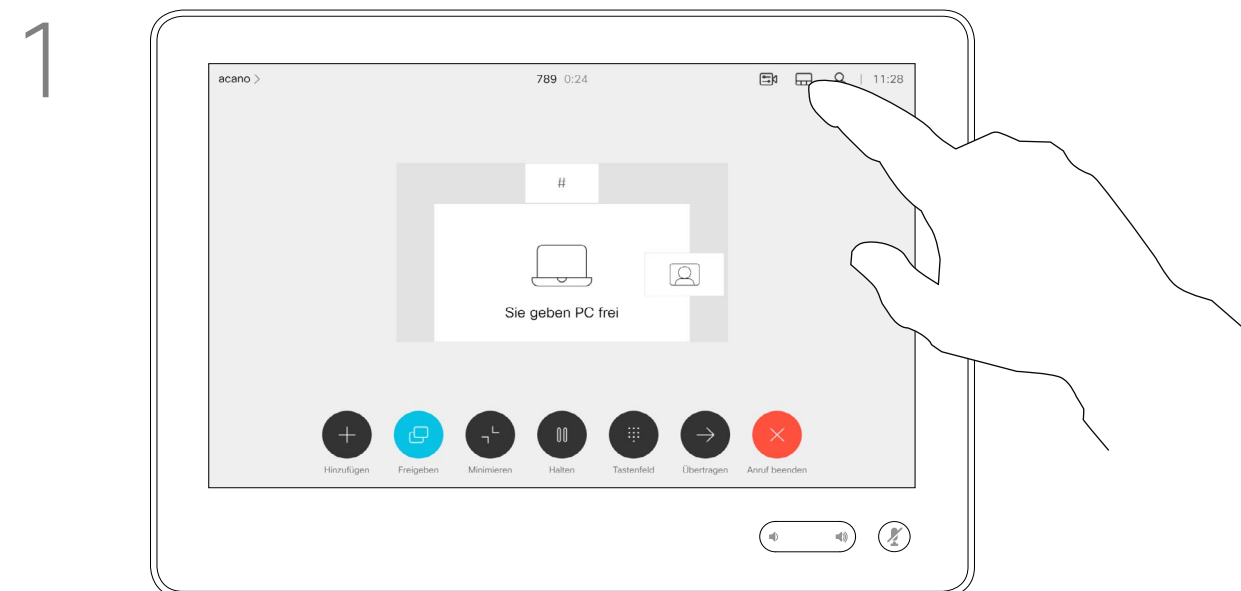 1
acano >
789 0:24
11:28
#
Sie geben PC frei
Hinzufügen
Freigeben
Minimieren
Halten
Tastenfeld
Übertragen
Anruf beenden